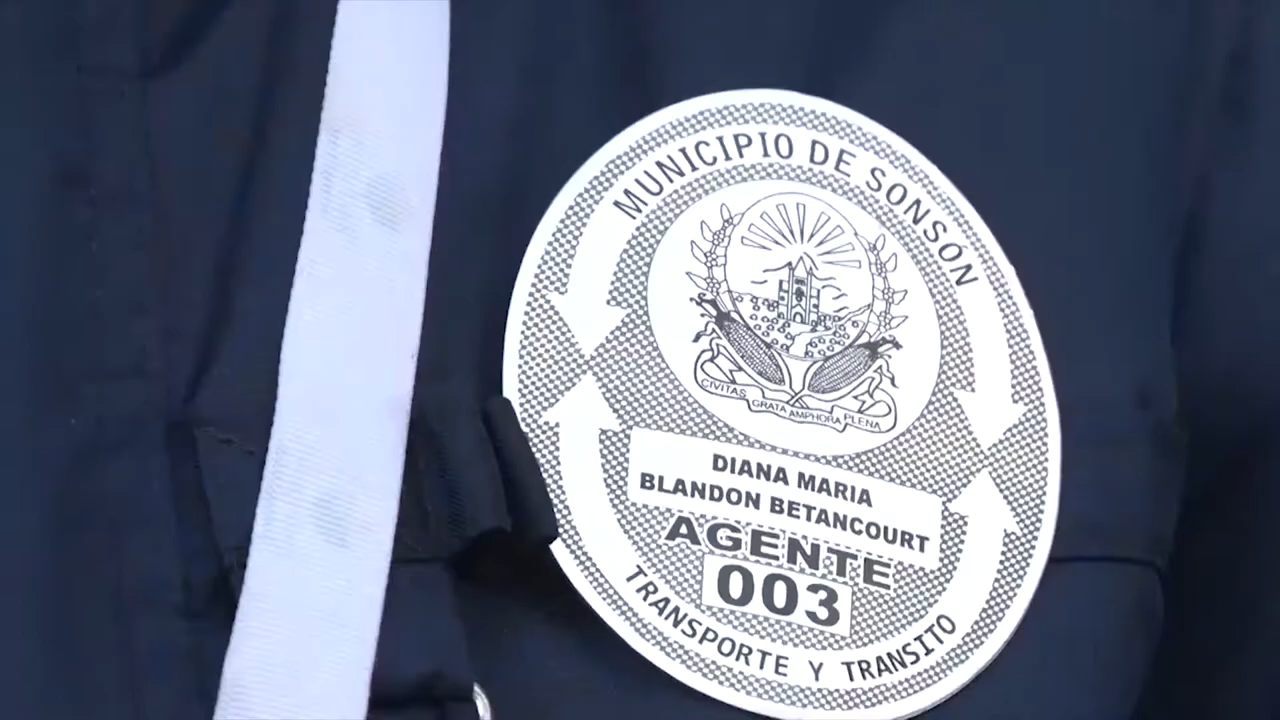 MUNICIPIO DE SONSÓN
CIVITAS GRATA AMPHORA PLENA
DIANA MARIA
BLANDON BETANCOURT
AGENTE
003
TRANSPORTE Y TRANSITO